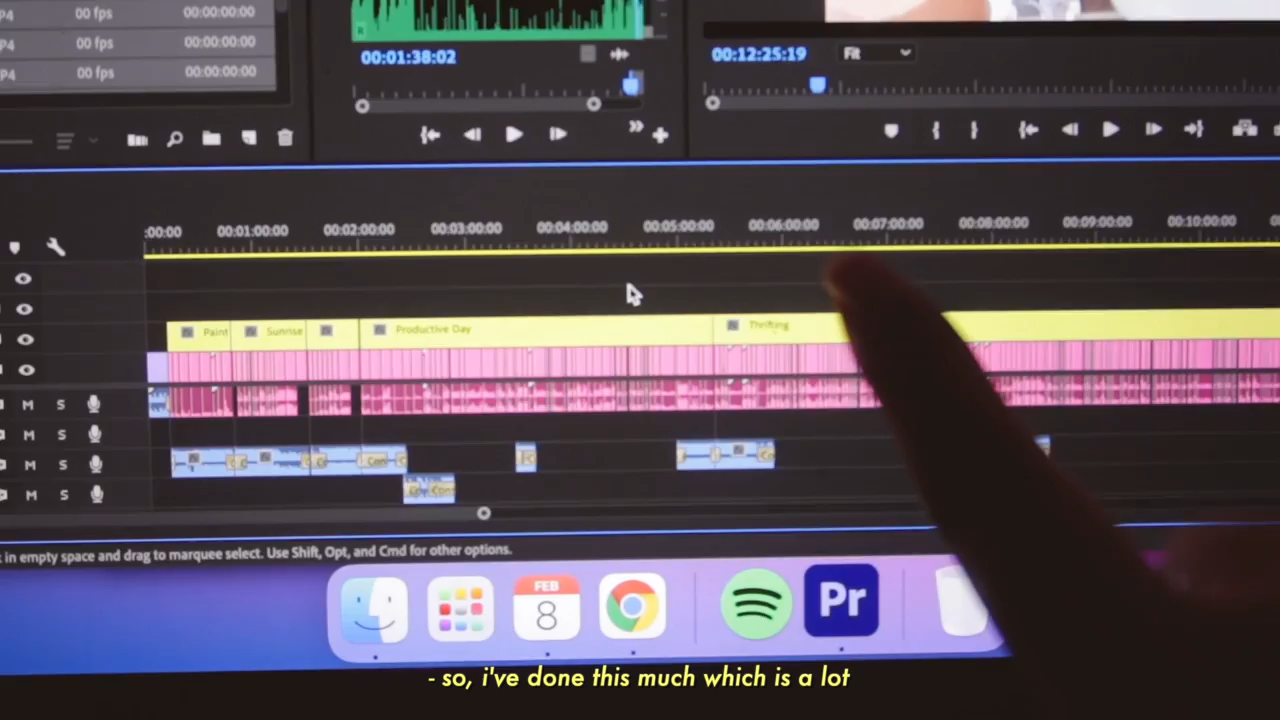 P4 00 fps 00:00:00:00
P4 00 fps 00:00:00:00
P4 00 fps 00:00:00:00
R
00:01:38:02
00:12:25:19 Fit
:00:00 00:01:00:00 00:02:00:00 00:03:00:00 00:04:00:00 00:05:00:00 00:06:00:00 00:07:00:00 00:08:00:00 00:09:00:00 00:10:00:00
Paint Sunrise Productive Day Thrifting
M S
M S
M S
Con
M S
Cons
in empty space and drag to marquee select. Use Shift, Opt, and Cmd for other options.
FEB
8
Pr
- so, i've done this much which is a lot